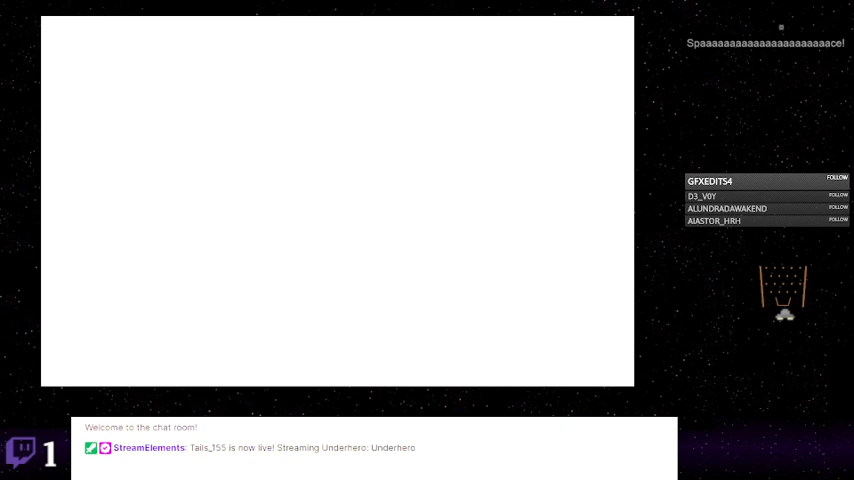 Spaaaaaaaaaaaaaaaaaaaaaace!
GFXEDITS4 FOLLOW
D3_V0Y FOLLOW
ALUNDRADAWAKEND FOLLOW
AIASTOR_HRH FOLLOW
Welcome to the chat room!
StreamElements: Tails_155 is now live! Streaming Underhero: Underhero
1